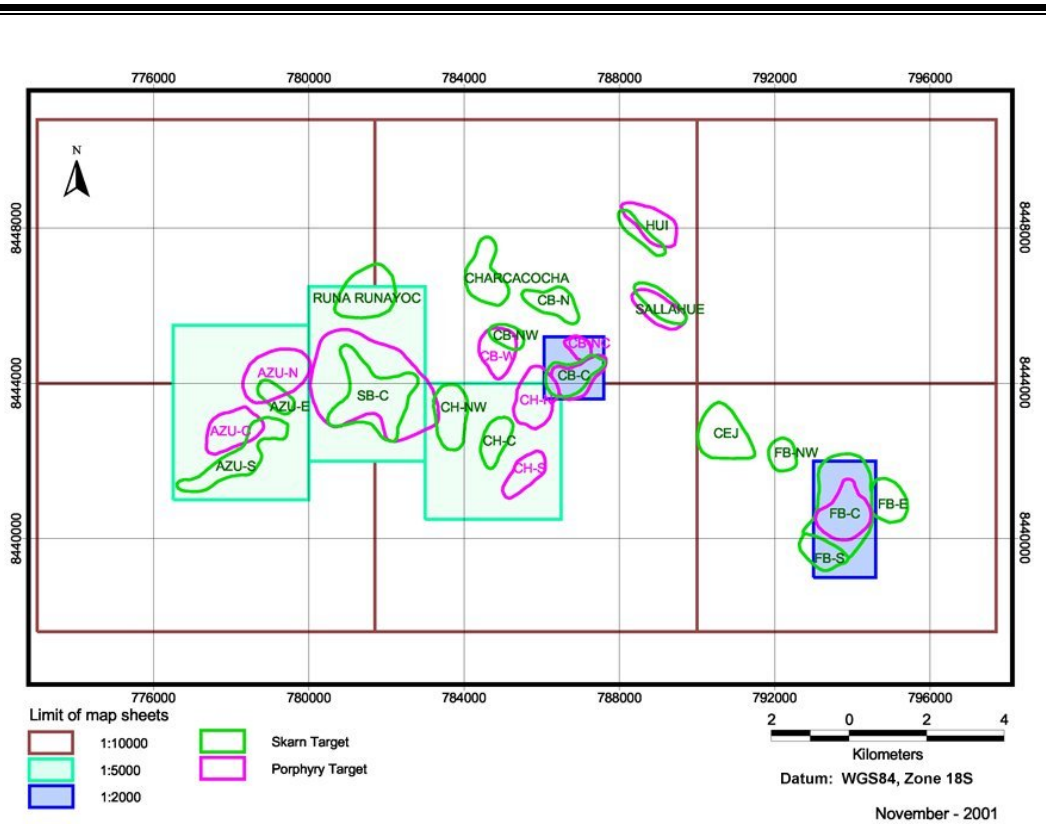 776000 780000 784000 788000 792000 796000
N
8448000 8448000
HUI
CHARCACOCHA
RUNA RUNAYOC
CB-N
SALLAHUE
CB-NW
CB-NC
CB-W
AZU-N
CB-C
8444000 8444000
SB-C
CH-N
AZU-E
CH-NW
AZU-C
CEJ
CH-C
FB-NW
AZU-S
CH-S
FB-E
FB-C
8440000 8440000
FB-S
776000 780000 784000 788000 792000 796000
Limit of map sheets
1:10000
1:5000
1:2000
Skarn Target
Porphyry Target
2 0 2 4
Kilometers
Datum: WGS84, Zone 18S
November - 2001